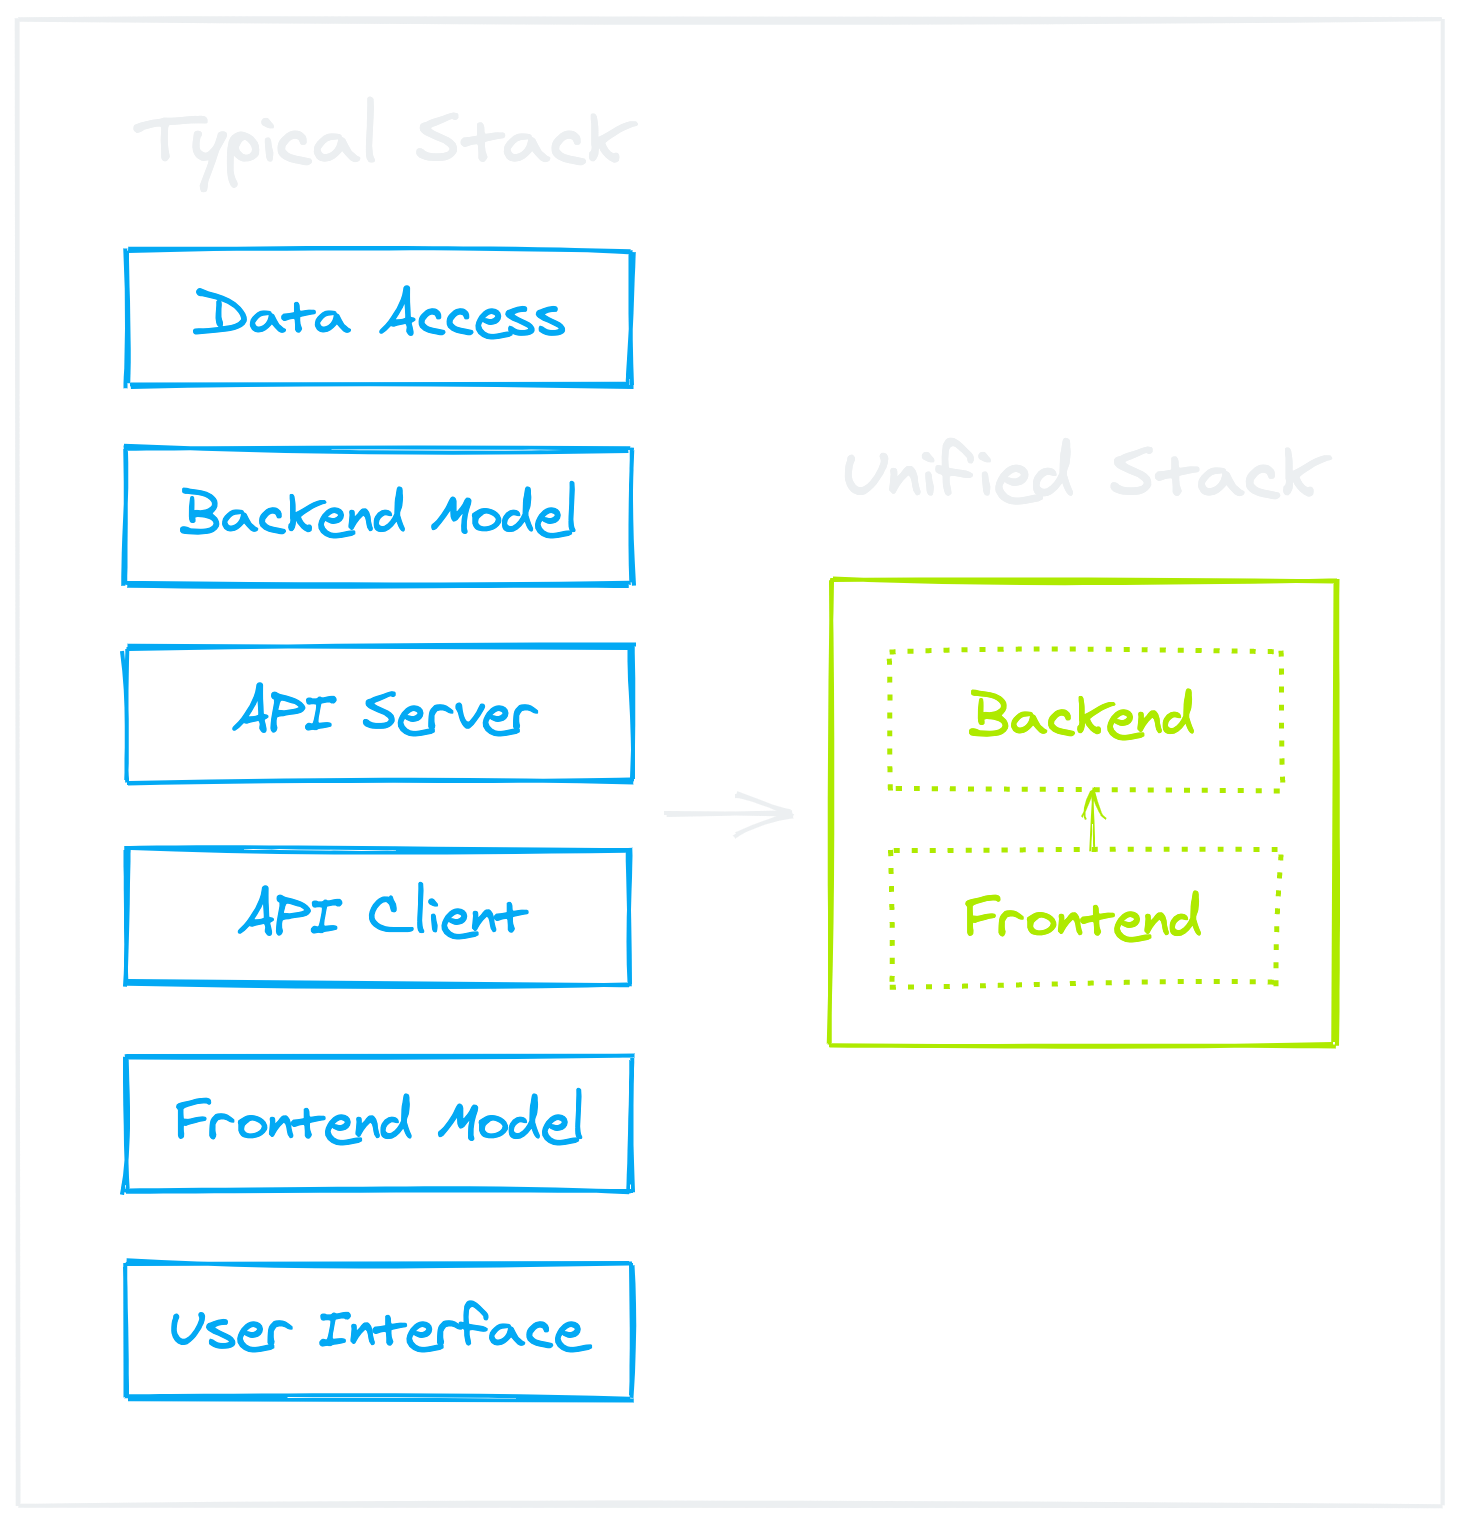 Typical Stack
Data Access
Backend Model
API Server
API Client
Frontend Model
User Interface
Unified Stack
Backend
Frontend